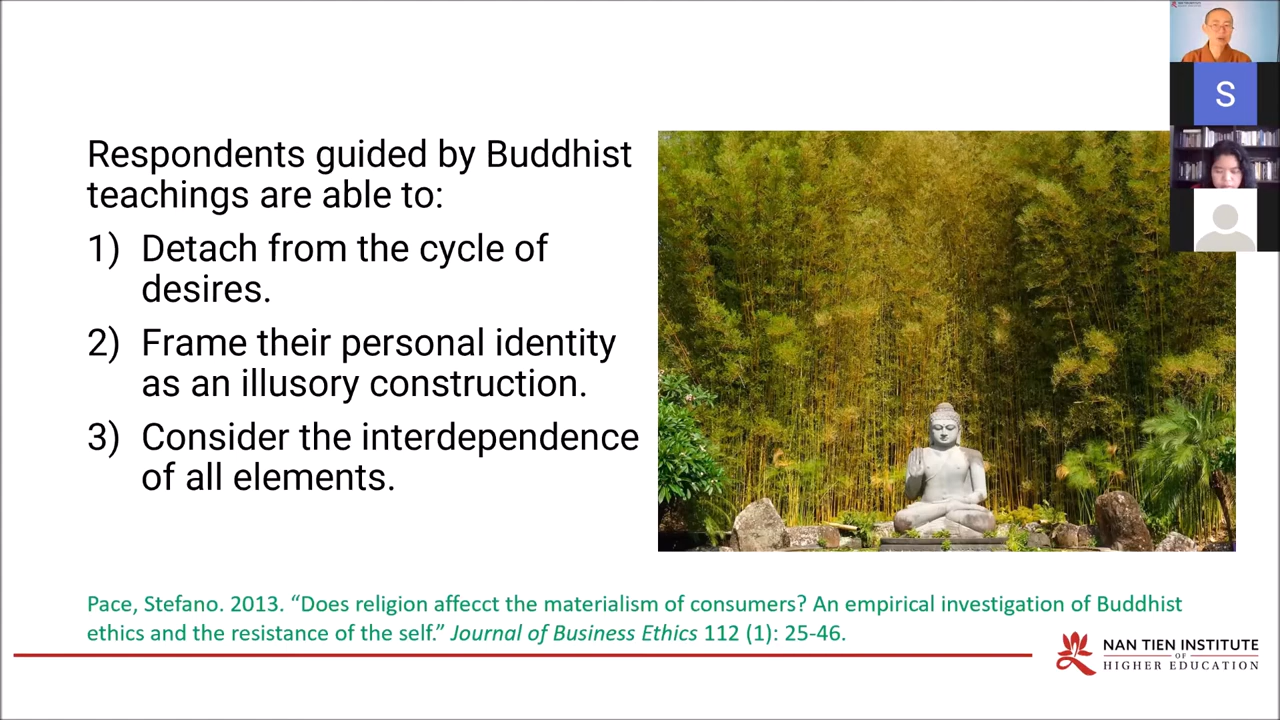 Respondents guided by Buddhist
teachings are able to:
1) Detach from the cycle of
desires.
2) Frame their personal identity
as an illusory construction.
3) Consider the interdependence
of all elements.
S
Pace, Stefano. 2013. “Does religion affecct the materialism of consumers? An empirical investigation of Buddhist
ethics and the resistance of the self.” Journal of Business Ethics 112 (1): 25-46.
NAN TIEN INSTITUTE
OF
HIGHER EDUCATION